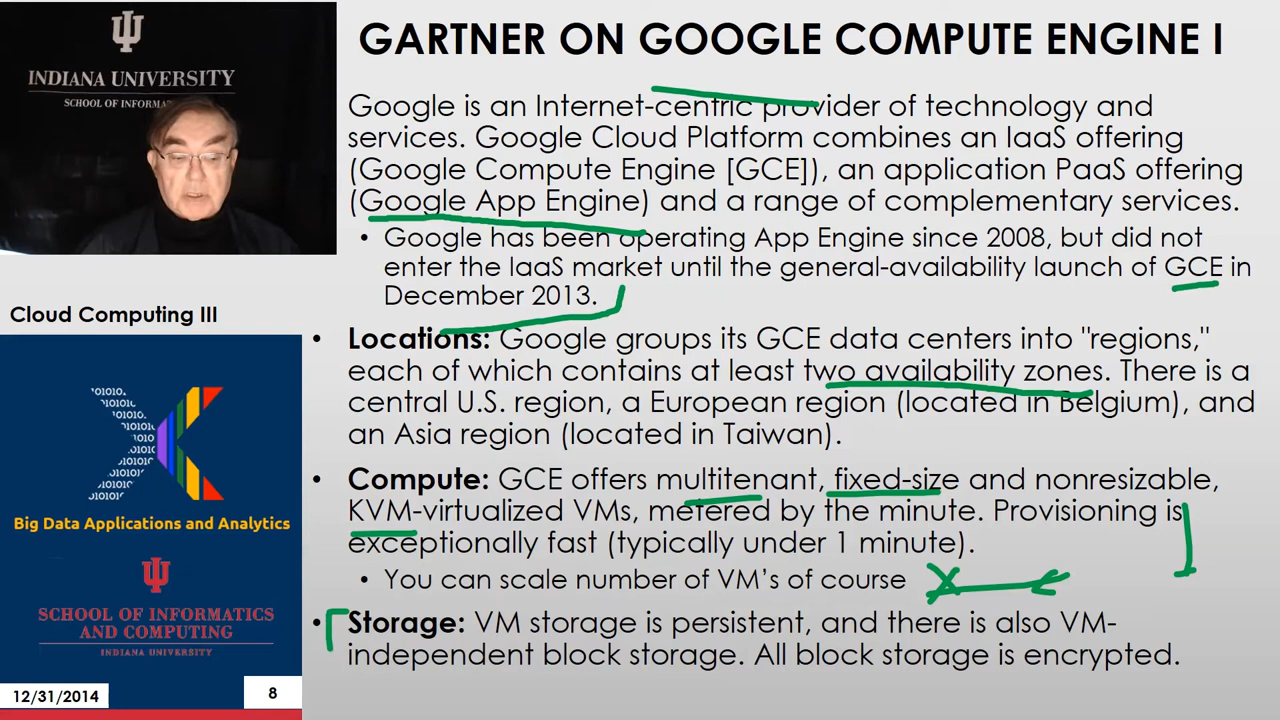 INDIANA UNIVERSITY
SCHOOL OF INFORMAT
GARTNER ON GOOGLE COMPUTE ENGINE I
Google is an Internet-centric provider of technology and
services. Google Cloud Platform combines an IaaS offering
(Google Compute Engine [GCE]), an application PaaS offering
(Google App Engine) and a range of complementary services.
• Google has been operating App Engine since 2008, but did not
enter the IaaS market until the general-availability launch of GCE in
December 2013.
• Locations: Google groups its GCE data centers into "regions,"
each of which contains at least two availability zones. There is a
central U.S. region, a European region (located in Belgium), and
an Asia region (located in Taiwan).
• Compute: GCE offers multitenant, fixed-size and nonresizable,
KVM-virtualized VMs, metered by the minute. Provisioning is
exceptionally fast (typically under 1 minute).
• You can scale number of VM's of course
• Storage: VM storage is persistent, and there is also VM-
independent block storage. All block storage is encrypted.
Cloud Computing III
Big Data Applications and Analytics
SCHOOL OF INFORMATICS
AND COMPUTING
INDIANA UNIVERSITY
12/31/2014
8